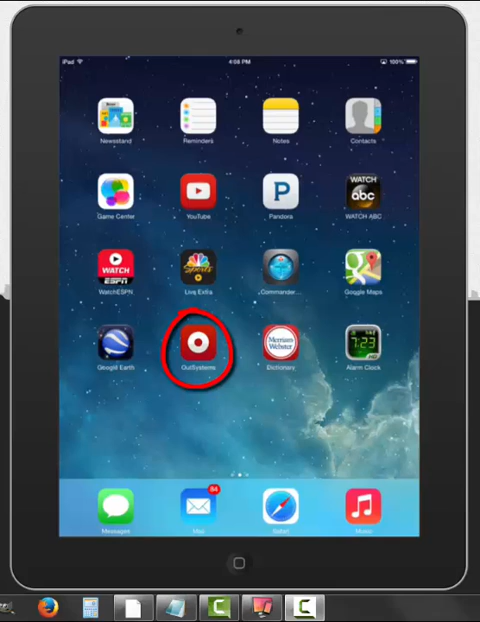 iPad 4:08 PM 100%
Newsstand Reminders Notes Contacts
WATCH
abc
Game Center YouTube Pandora WATCH ABC
WATCH
ESPN
Sports
WatchESPN Live Extra Commander... Google Maps
Merriam-
Webster
7:23
Google Earth OutSystems Dictionary Alarm Clock
84
Messages Mail Safari Music